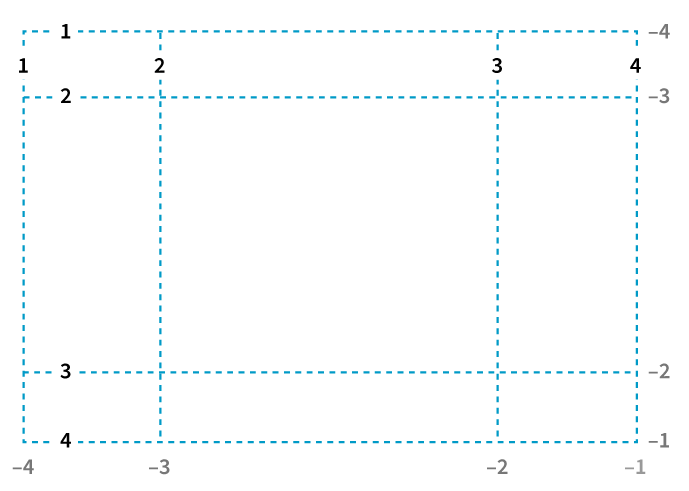 1 –4
1 2 3 4
2 –3
3 –2
4 –1
–4 –3 –2 –1